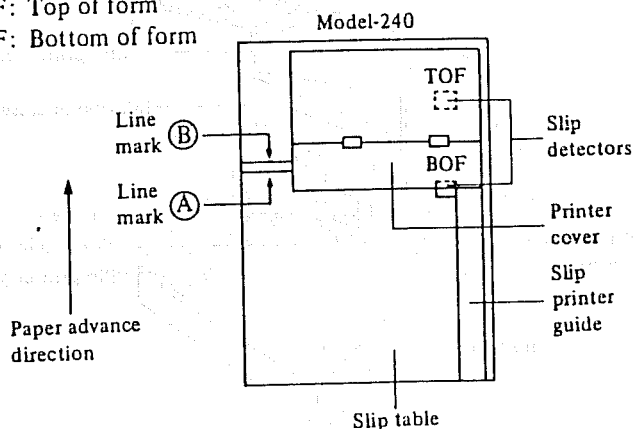 F: Top of form
F: Bottom of form
Model-240
TOF
BOF
Line
mark B
Line
mark A
Slip
detectors
Printer
cover
Slip
printer
guide
Paper advance
direction
Slip table